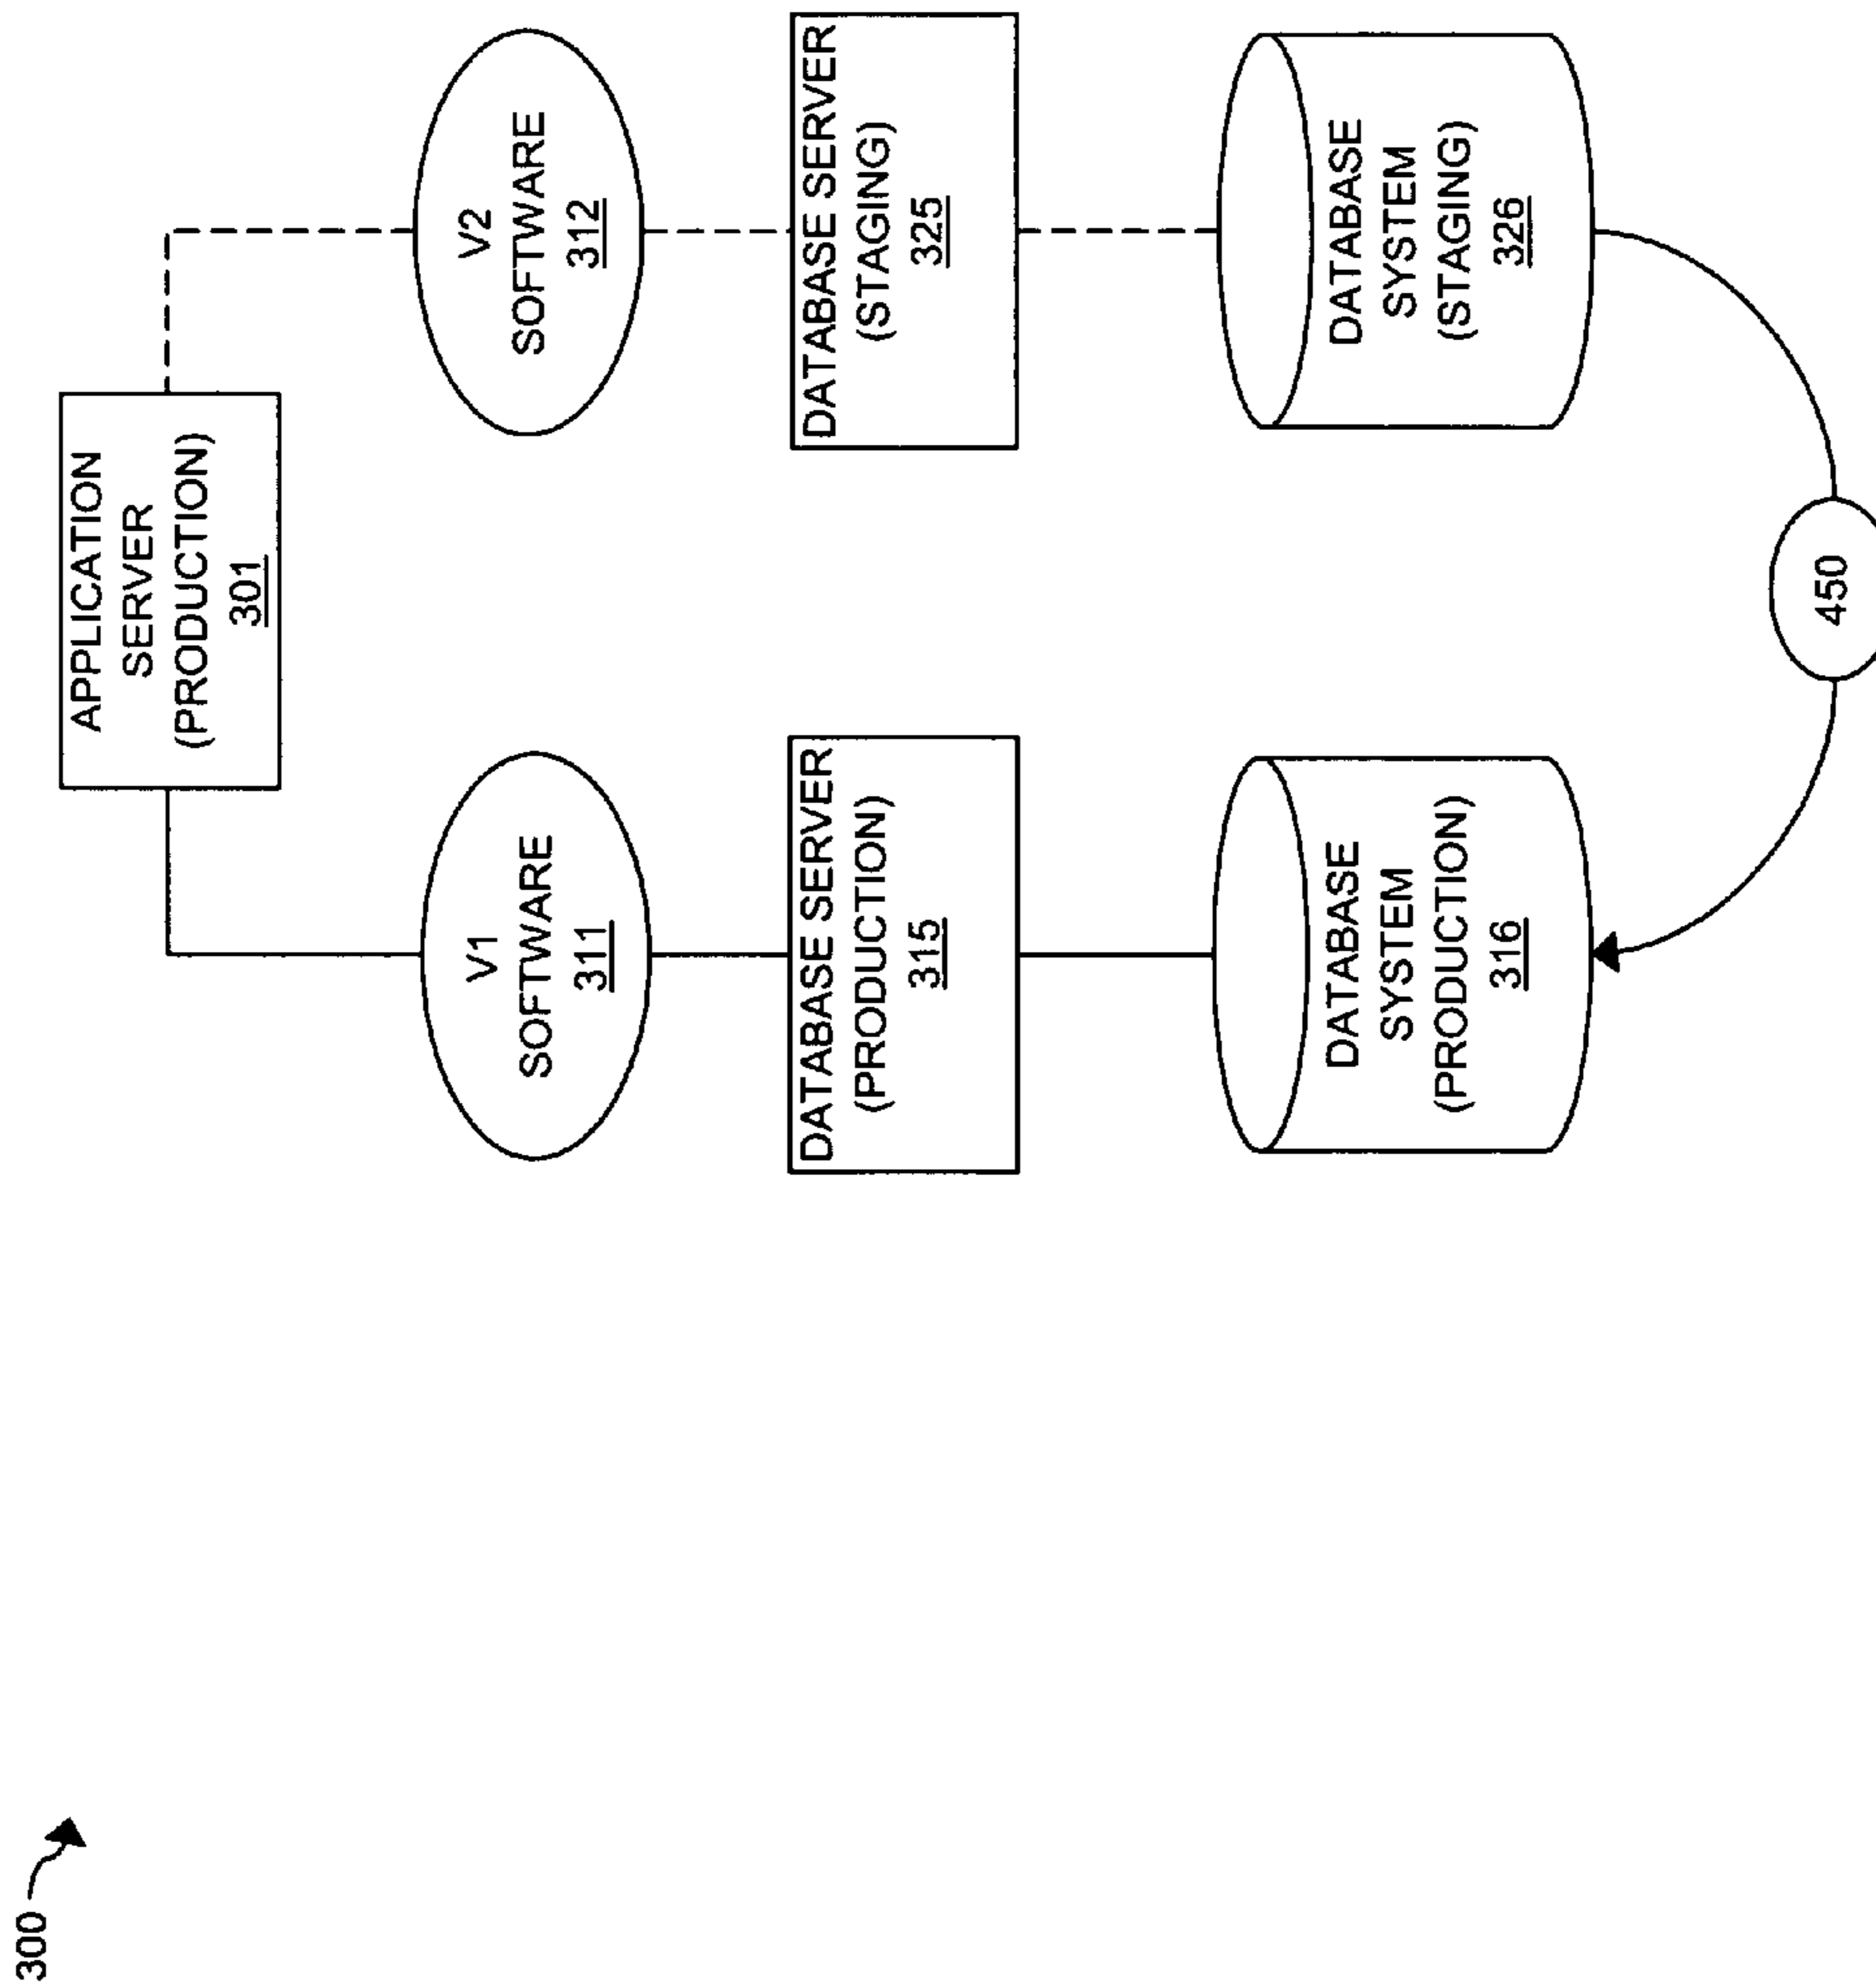 300
APPLICATION
SERVER
(PRODUCTION)
301
V1
SOFTWARE
311
V2
SOFTWARE
312
DATABASE SERVER
(PRODUCTION)
315
DATABASE SERVER
(STAGING)
325
DATABASE
SYSTEM
(PRODUCTION)
316
DATABASE
SYSTEM
(STAGING)
326
450